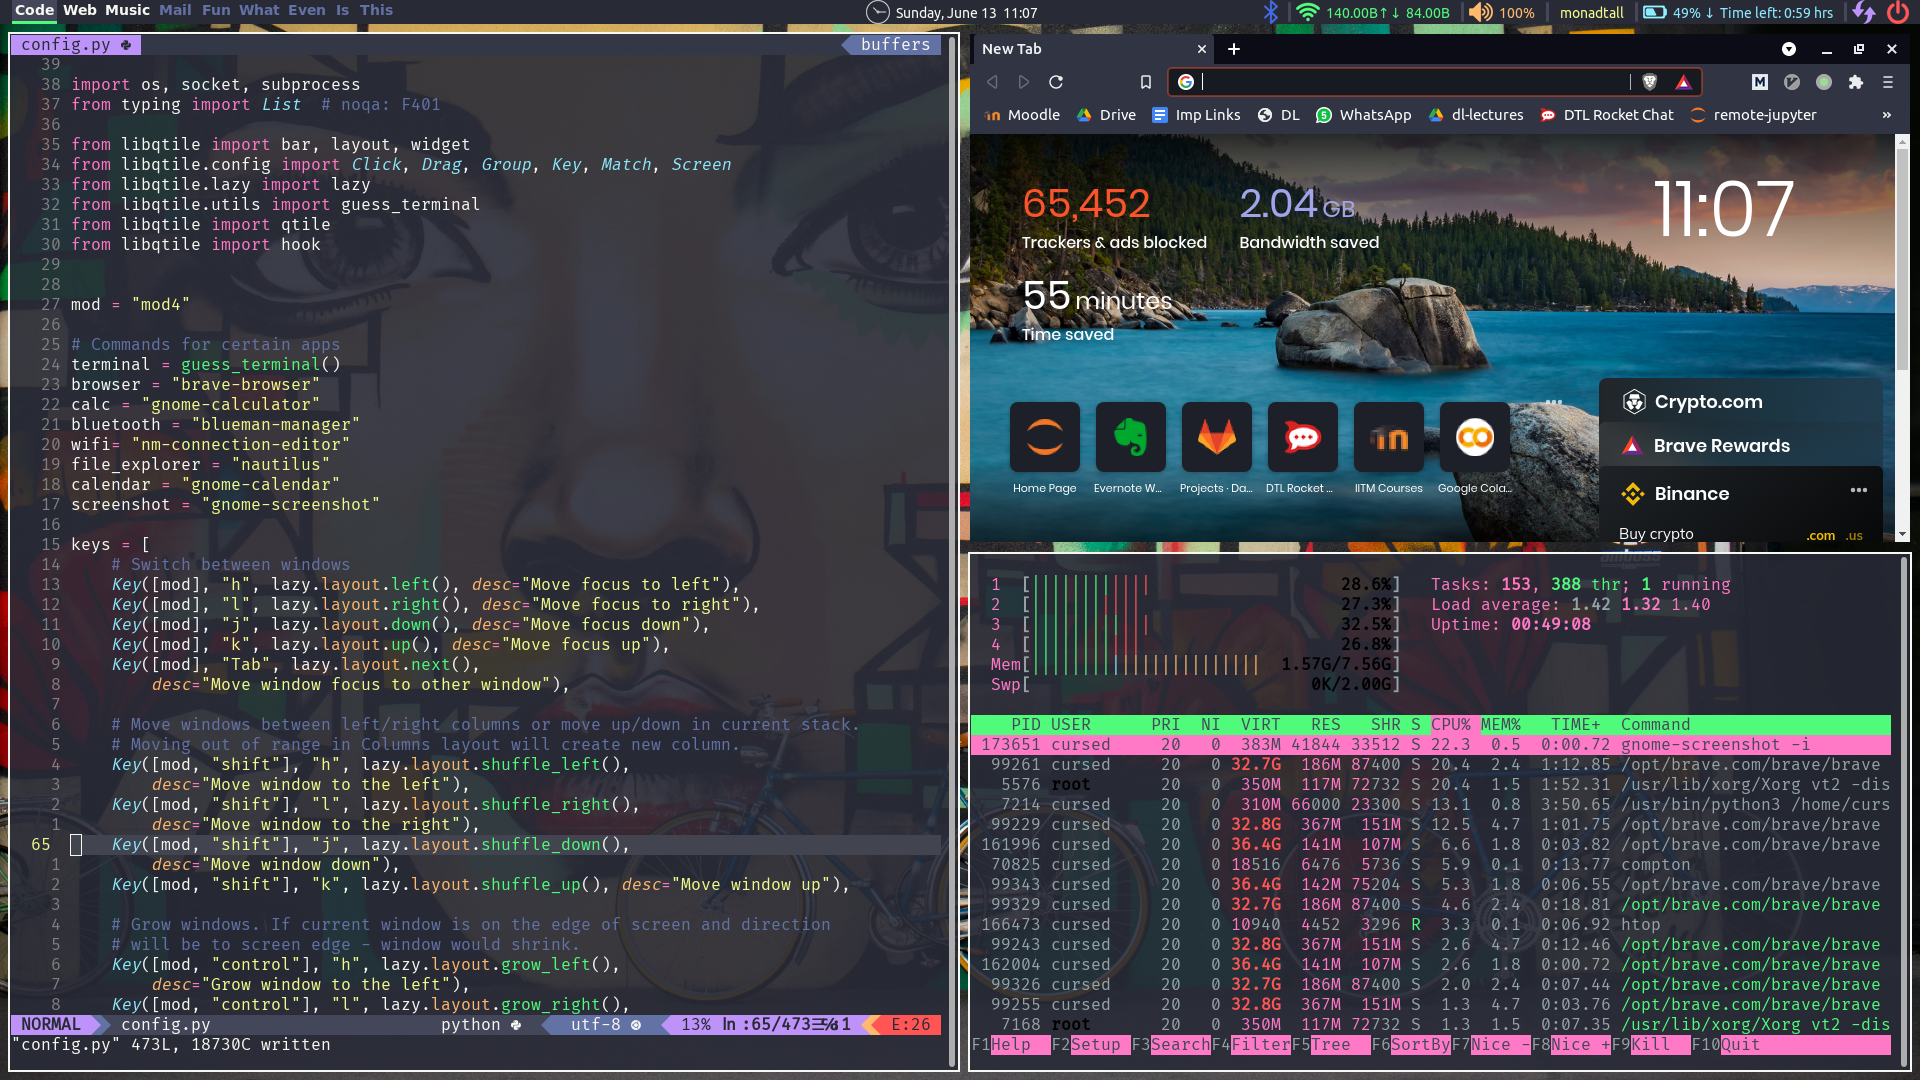 Code Web Music Mail Fun What Even Is This
Sunday, June 13 11:07
140.00B↑↓ 84.00B
100%
monadtall
49% ↓ Time left: 0:59 hrs
config.py
buffers
39
38 import os, socket, subprocess
37 from typing import List # noqa: F401
36
35 from libqtile import bar, layout, widget
34 from libqtile.config import Click, Drag, Group, Key, Match, Screen
33 from libqtile.lazy import lazy
32 from libqtile.utils import guess_terminal
31 from libqtile import qtile
30 from libqtile import hook
29
28
27 mod = "mod4"
26
25 # Commands for certain apps
24 terminal = guess_terminal()
23 browser = "brave-browser"
22 calc = "gnome-calculator"
21 bluetooth = "blueman-manager"
20 wifi= "nm-connection-editor"
19 file_explorer = "nautilus"
18 calendar = "gnome-calendar"
17 screenshot = "gnome-screenshot"
16
15 keys = [
14 # Switch between windows
13 Key([mod], "h", lazy.layout.left(), desc="Move focus to left"),
12 Key([mod], "l", lazy.layout.right(), desc="Move focus to right"),
11 Key([mod], "j", lazy.layout.down(), desc="Move focus down"),
10 Key([mod], "k", lazy.layout.up(), desc="Move focus up"),
9 Key([mod], "Tab", lazy.layout.next(),
8 desc="Move window focus to other window"),
7
6 # Move windows between left/right columns or move up/down in current stack.
5 # Moving out of range in Columns layout will create new column.
4 Key([mod, "shift"], "h", lazy.layout.shuffle_left(),
3 desc="Move window to the left"),
2 Key([mod, "shift"], "l", lazy.layout.shuffle_right(),
1 desc="Move window to the right"),
65 Key([mod, "shift"], "j", lazy.layout.shuffle_down(),
1 desc="Move window down"),
2 Key([mod, "shift"], "k", lazy.layout.shuffle_up(), desc="Move window up"),
3
4 # Grow windows. If current window is on the edge of screen and direction
5 # will be to screen edge - window would shrink.
6 Key([mod, "control"], "h", lazy.layout.grow_left(),
7 desc="Grow window to the left"),
8 Key([mod, "control"], "l", lazy.layout.grow_right(),
NORMAL config.py python utf-8 13% ln :65/473 1 E:26
"config.py" 473L, 18730C written
New Tab
Moodle Drive Imp Links DL WhatsApp dl-lectures DTL Rocket Chat remote-jupyter »
65,452
Trackers & ads blocked
2.04 GB
Bandwidth saved
55 minutes
Time saved
11:07
Home Page
Evernote W...
Projects · Da...
DTL Rocket ...
IITM Courses
Google Cola...
Crypto.com
Brave Rewards
Binance
Buy crypto
.com .us
1 [ 28.6%]
2 [ 27.3%]
3 [ 32.5%]
4 [ 26.8%]
Mem[ 1.57G/7.56G]
Swp[ 0K/2.00G]
Tasks: 153, 388 thr; 1 running
Load average: 1.42 1.32 1.40
Uptime: 00:49:08
PID USER PRI NI VIRT RES SHR S CPU% MEM% TIME+ Command
173651 cursed 20 0 383M 41844 33512 S 22.3 0.5 0:00.72 gnome-screenshot -i
99261 cursed 20 0 32.7G 186M 87400 S 20.4 2.4 1:12.85 /opt/brave.com/brave/brave
5576 root 20 0 350M 117M 72732 S 20.4 1.5 1:52.31 /usr/lib/xorg/Xorg vt2 -dis
7214 cursed 20 0 310M 66000 23300 S 13.1 0.8 3:50.65 /usr/bin/python3 /home/curs
99229 cursed 20 0 32.8G 367M 151M S 12.5 4.7 1:01.75 /opt/brave.com/brave/brave
161996 cursed 20 0 36.4G 141M 107M S 6.6 1.8 0:03.82 /opt/brave.com/brave/brave
70825 cursed 20 0 18516 6476 5736 S 5.9 0.1 0:13.77 compton
99343 cursed 20 0 36.4G 142M 75204 S 5.3 1.8 0:06.55 /opt/brave.com/brave/brave
99329 cursed 20 0 32.7G 186M 87400 S 4.6 2.4 0:18.81 /opt/brave.com/brave/brave
166473 cursed 20 0 10940 4452 3296 R 3.3 0.1 0:06.92 htop
99243 cursed 20 0 32.8G 367M 151M S 2.6 4.7 0:12.46 /opt/brave.com/brave/brave
162004 cursed 20 0 36.4G 141M 107M S 2.6 1.8 0:00.72 /opt/brave.com/brave/brave
99326 cursed 20 0 32.7G 186M 87400 S 2.0 2.4 0:07.44 /opt/brave.com/brave/brave
99255 cursed 20 0 32.8G 367M 151M S 1.3 4.7 0:03.76 /opt/brave.com/brave/brave
7168 root 20 0 350M 117M 72732 S 1.3 1.5 0:07.35 /usr/lib/xorg/Xorg vt2 -dis
F1Help F2Setup F3SearchF4FilterF5Tree F6SortByF7Nice -F8Nice +F9Kill F10Quit